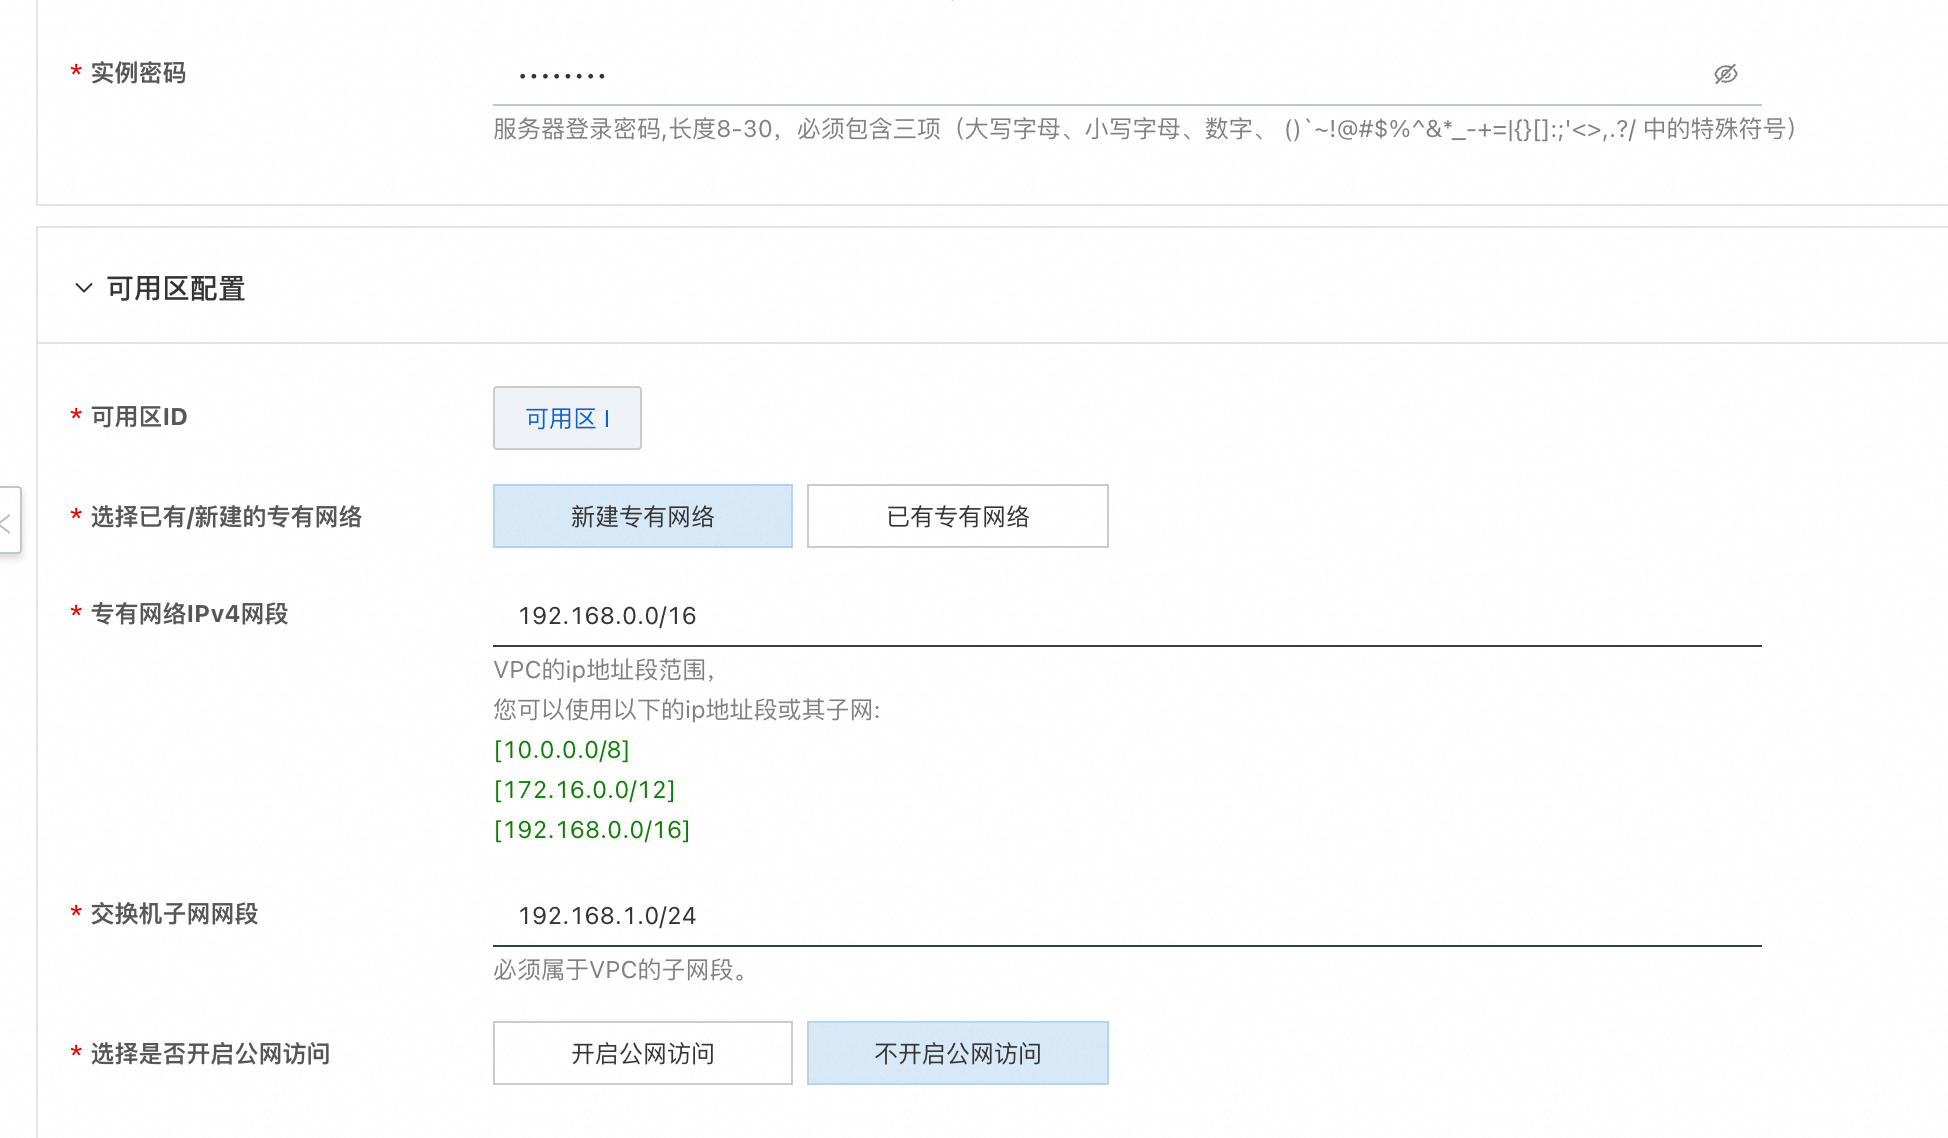 * 实例密码
••••••••
服务器登录密码,长度8-30，必须包含三项（大写字母、小写字母、数字、 ()`~!@#$%^&*_-+=|{}[]:;'<>,.?/ 中的特殊符号）
可用区配置
* 可用区ID
可用区 I
* 选择已有/新建的专有网络
新建专有网络
已有专有网络
* 专有网络IPv4网段
192.168.0.0/16
VPC的ip地址段范围，
您可以使用以下的ip地址段或其子网:
[10.0.0.0/8]
[172.16.0.0/12]
[192.168.0.0/16]
* 交换机子网网段
192.168.1.0/24
必须属于VPC的子网段。
* 选择是否开启公网访问
开启公网访问
不开启公网访问